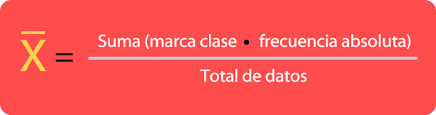 X̅ = Suma (marca clase • frecuencia absoluta)
Total de datos